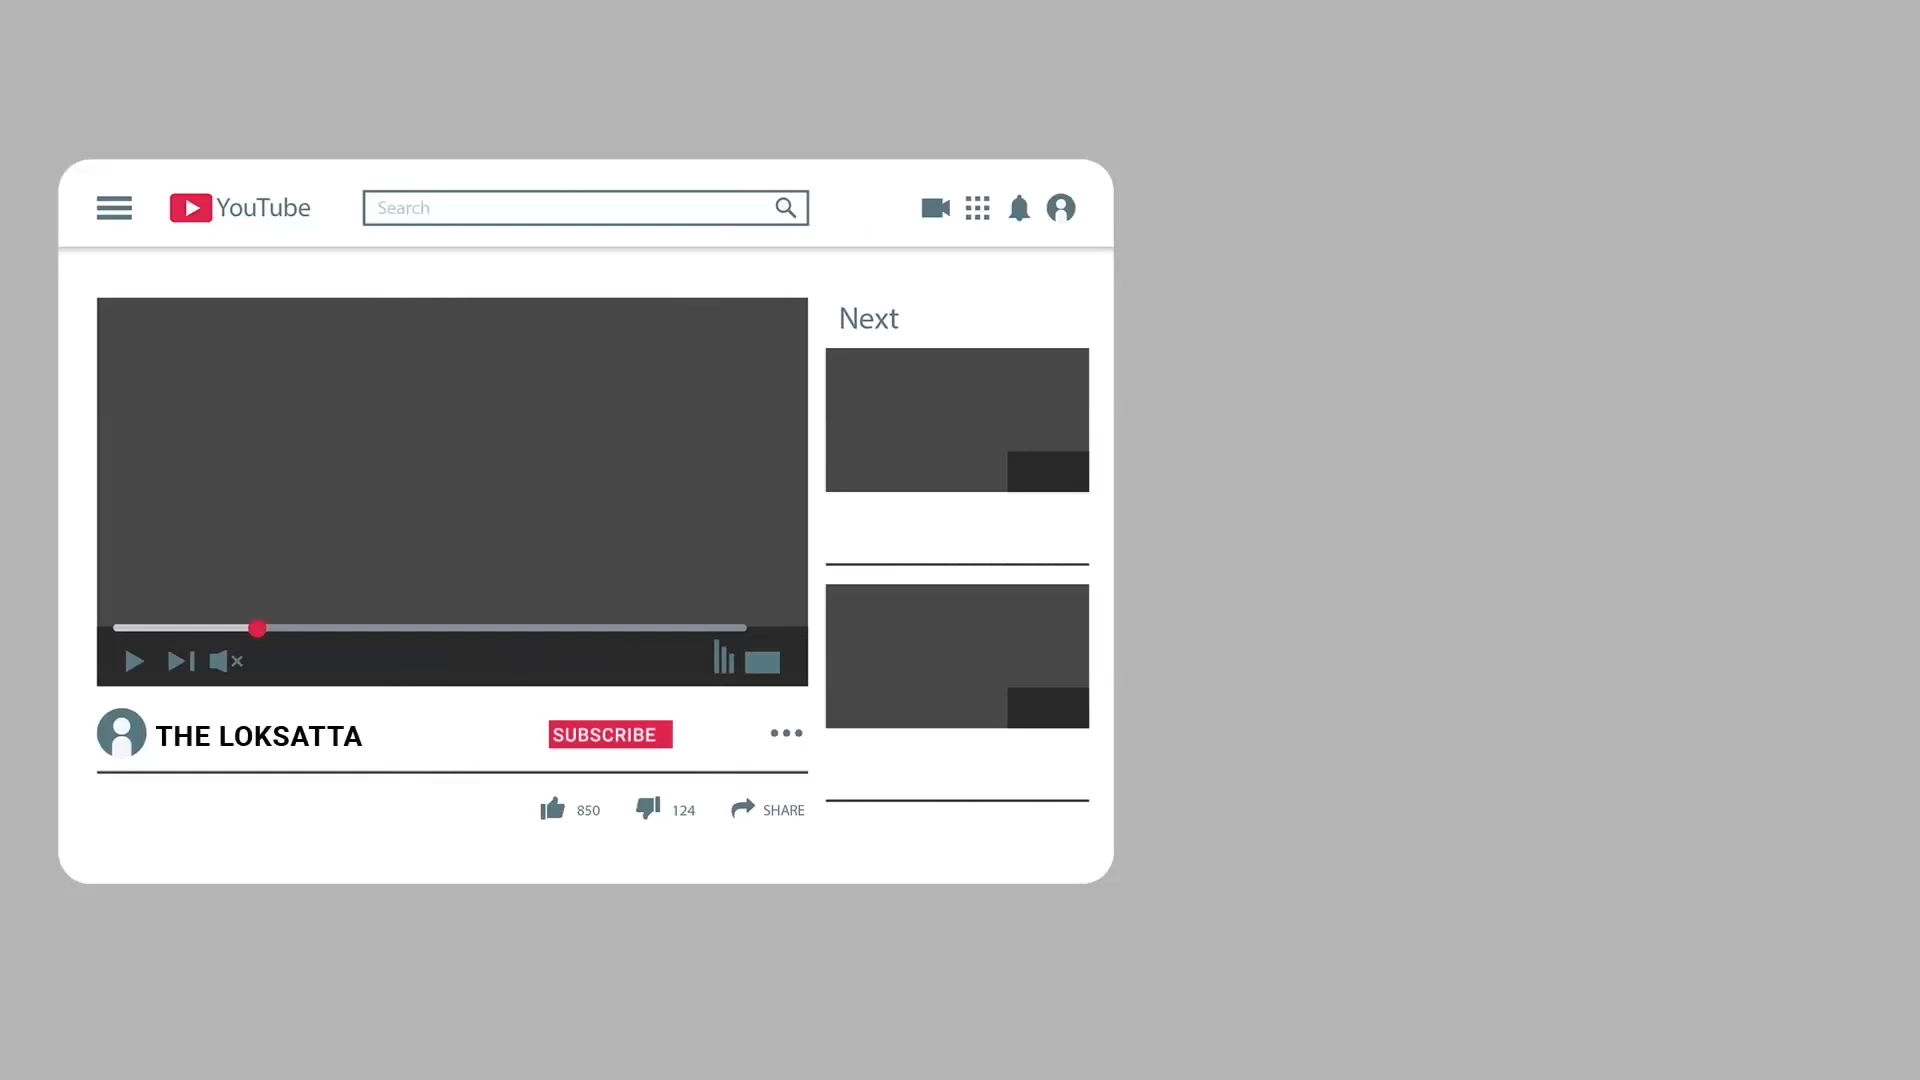 YouTube
Search
Next
THE LOKSATTA
SUBSCRIBE
850
124
SHARE